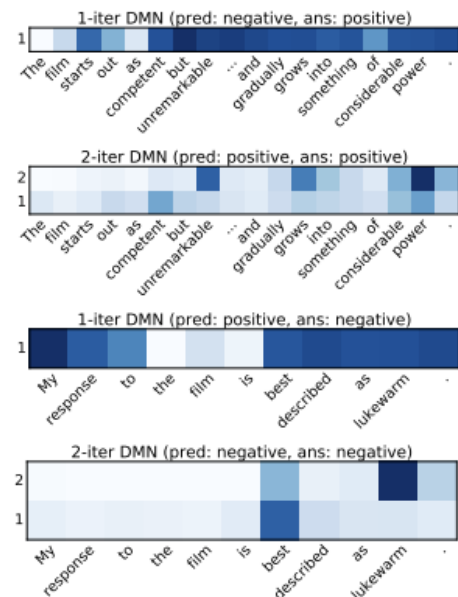 1-iter DMN (pred: negative, ans: positive)
1
The film starts out as competent but unremarkable ... and gradually grows into something of considerable power .
2-iter DMN (pred: positive, ans: positive)
2
1
The film starts out as competent but unremarkable ... and gradually grows into something of considerable power .
1-iter DMN (pred: positive, ans: negative)
1
My response to the film is best described as lukewarm .
2-iter DMN (pred: negative, ans: negative)
2
1
My response to the film is best described as lukewarm .